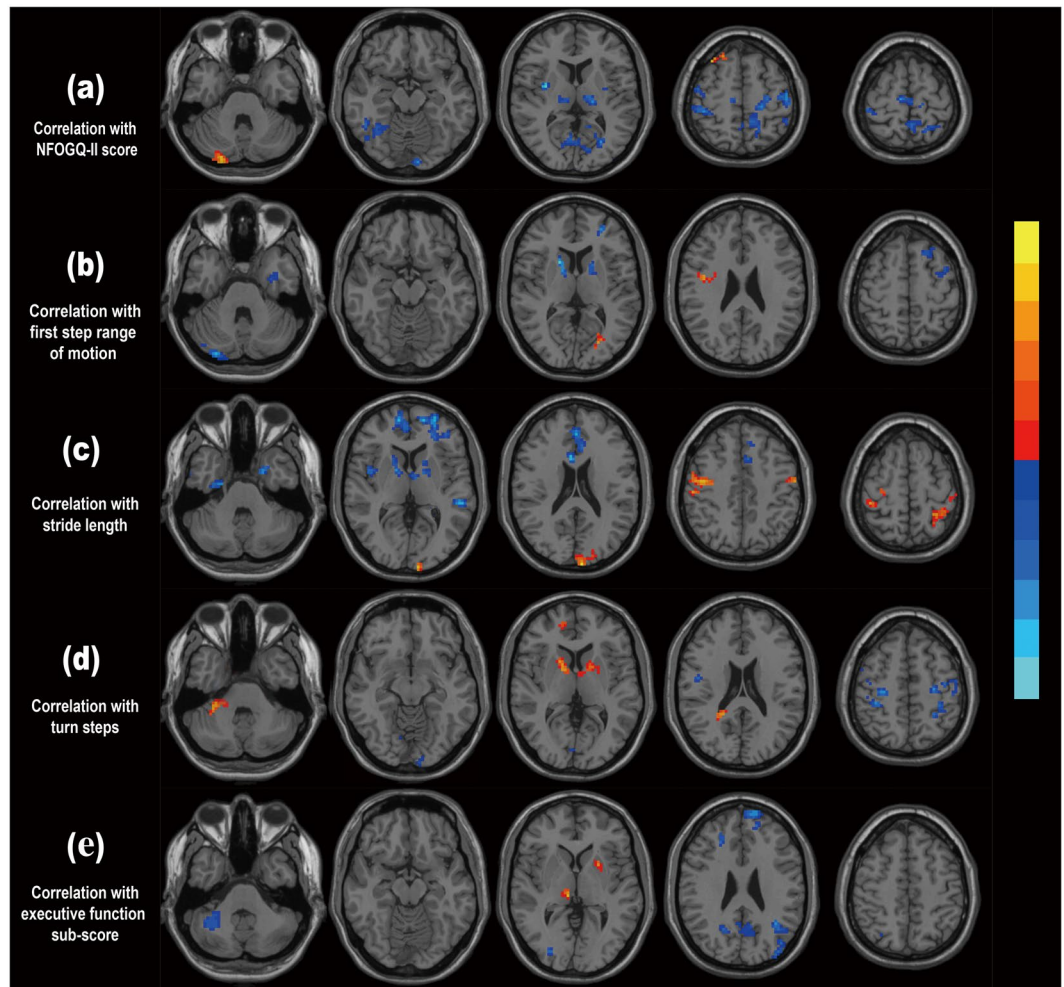 (a)
Correlation with
NFOGQ-II score
(b)
Correlation with
first step range
of motion
(c)
Correlation with
stride length
(d)
Correlation with
turn steps
(e)
Correlation with
executive function
sub-score